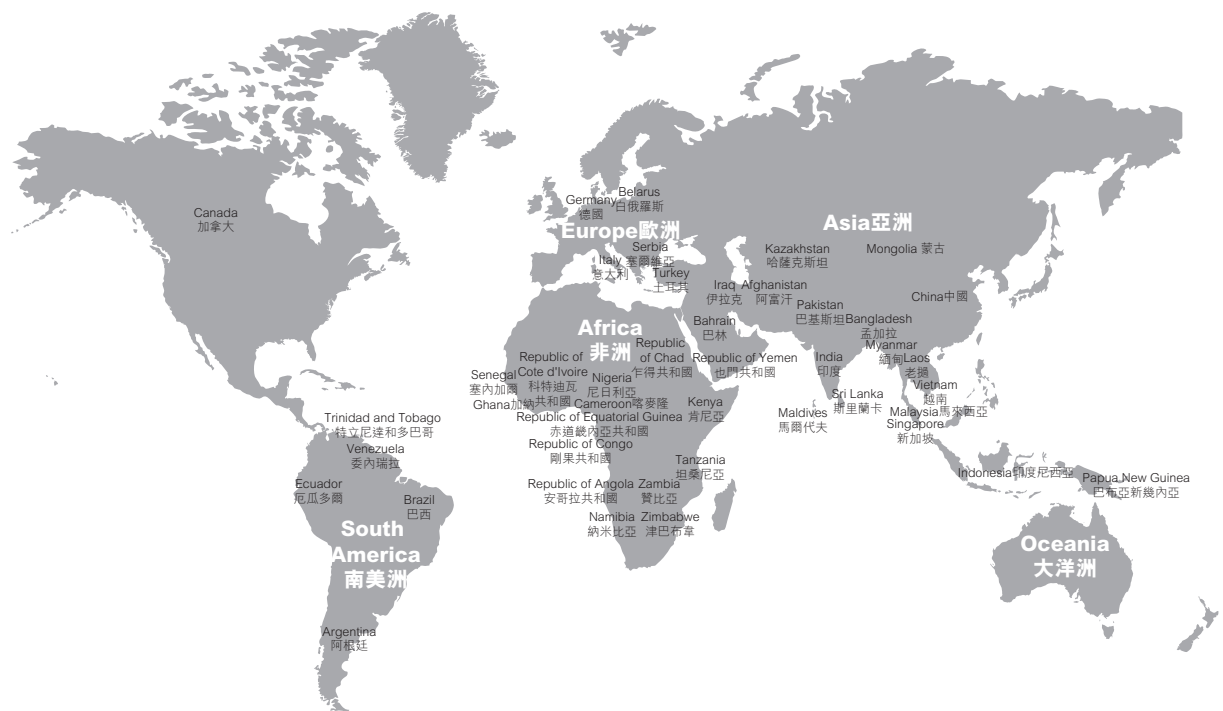 Canada
加拿大
Trinidad and Tobago
特立尼達和多巴哥
Venezuela
委內瑞拉
Ecuador
厄瓜多爾
Brazil
巴西
South
America
南美洲
Argentina
阿根廷
Germany
德國
Belarus
白俄羅斯
Europe歐洲
Serbia
塞爾維亞
Italy
意大利
Turkey
土耳其
Africa
非洲
Republic
of Chad
乍得共和國
Republic of
Cote d'Ivoire
科特迪瓦
共和國
Senegal
塞內加爾
Nigeria
尼日利亞
Ghana加納
Cameroon喀麥隆
Kenya
肯尼亞
Republic of Equatorial Guinea
赤道畿內亞共和國
Republic of Congo
剛果共和國
Tanzania
坦桑尼亞
Republic of Angola
安哥拉共和國
Zambia
贊比亞
Namibia
納米比亞
Zimbabwe
津巴布韋
Asia亞洲
Kazakhstan
哈薩克斯坦
Mongolia 蒙古
Iraq
伊拉克
Afghanistan
阿富汗
China中國
Pakistan
巴基斯坦
Bahrain
巴林
Bangladesh
孟加拉
Republic of Yemen
也門共和國
India
印度
Myanmar
緬甸
Laos
老撾
Vietnam
越南
Sri Lanka
斯里蘭卡
Maldives
馬爾代夫
Malaysia馬來西亞
Singapore
新加坡
Indonesia印度尼西亞
Papua New Guinea
巴布亞新幾內亞
Oceania
大洋洲